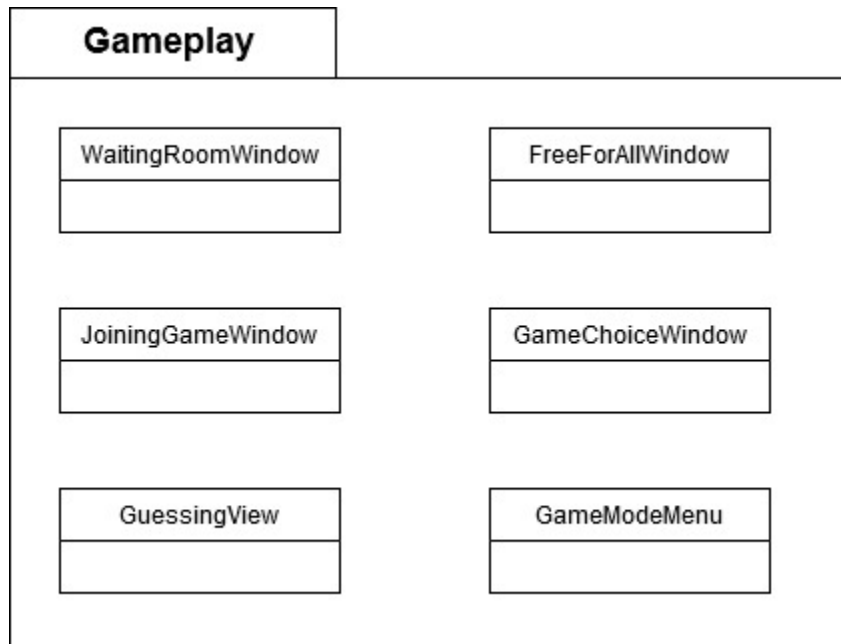 Gameplay
WaitingRoomWindow
FreeForAllWindow
JoiningGameWindow
GameChoiceWindow
GuessingView
GameModeMenu